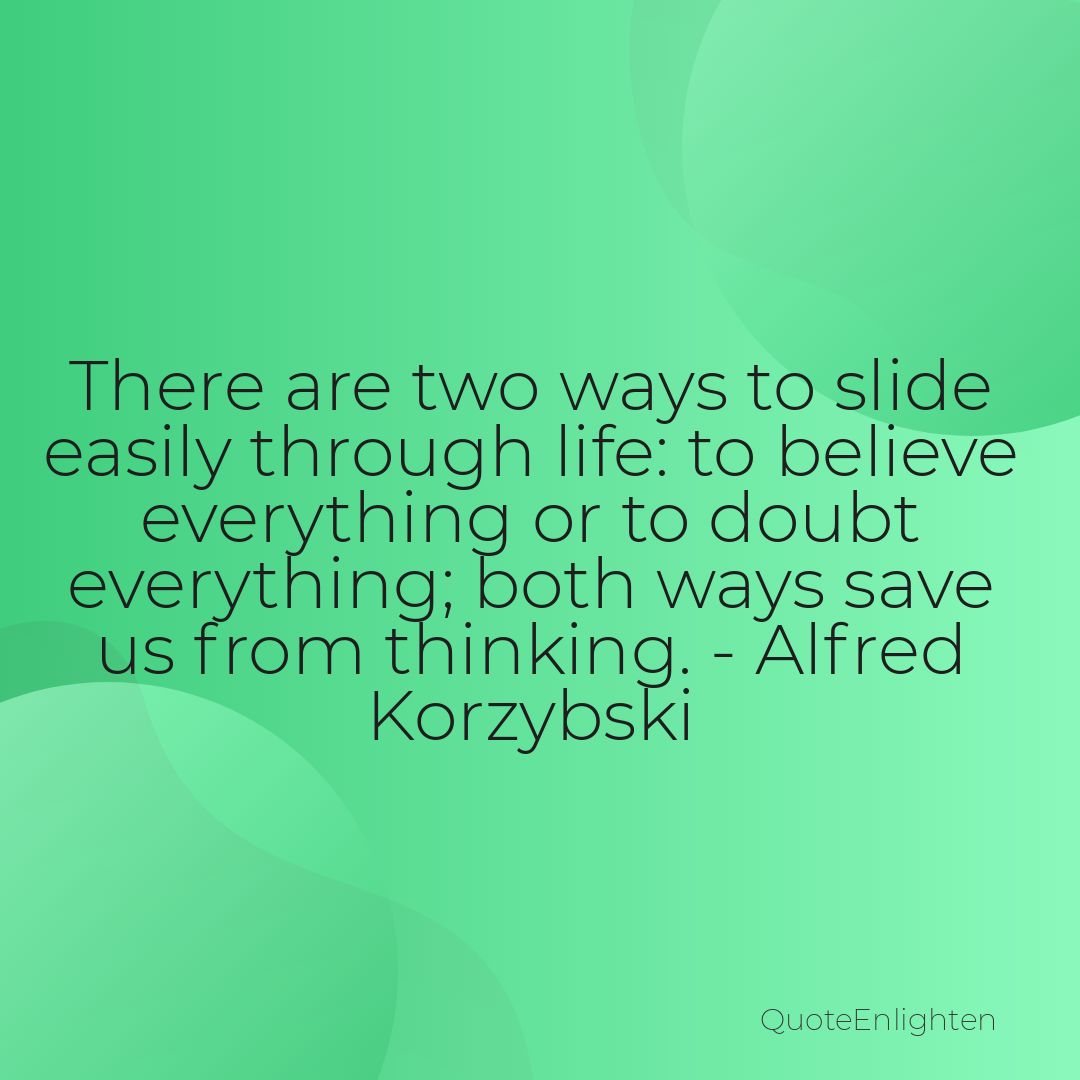 There are two ways to slide
easily through life: to believe
everything or to doubt
everything; both ways save
us from thinking. - Alfred
Korzybski
QuoteEnlighten